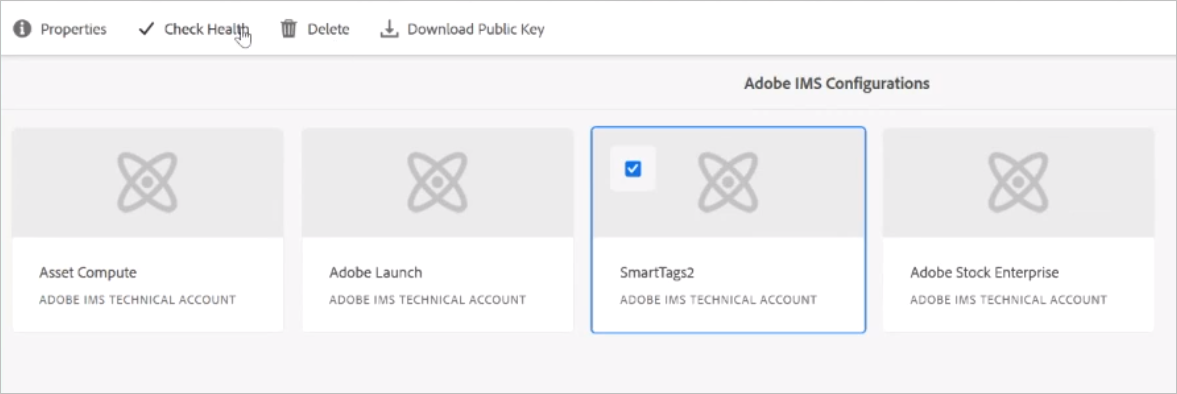 Properties Check Health Delete Download Public Key
Adobe IMS Configurations
Asset Compute Adobe Launch SmartTags2 Adobe Stock Enterprise
ADOBE IMS TECHNICAL ACCOUNT ADOBE IMS TECHNICAL ACCOUNT ADOBE IMS TECHNICAL ACCOUNT ADOBE IMS TECHNICAL ACCOUNT